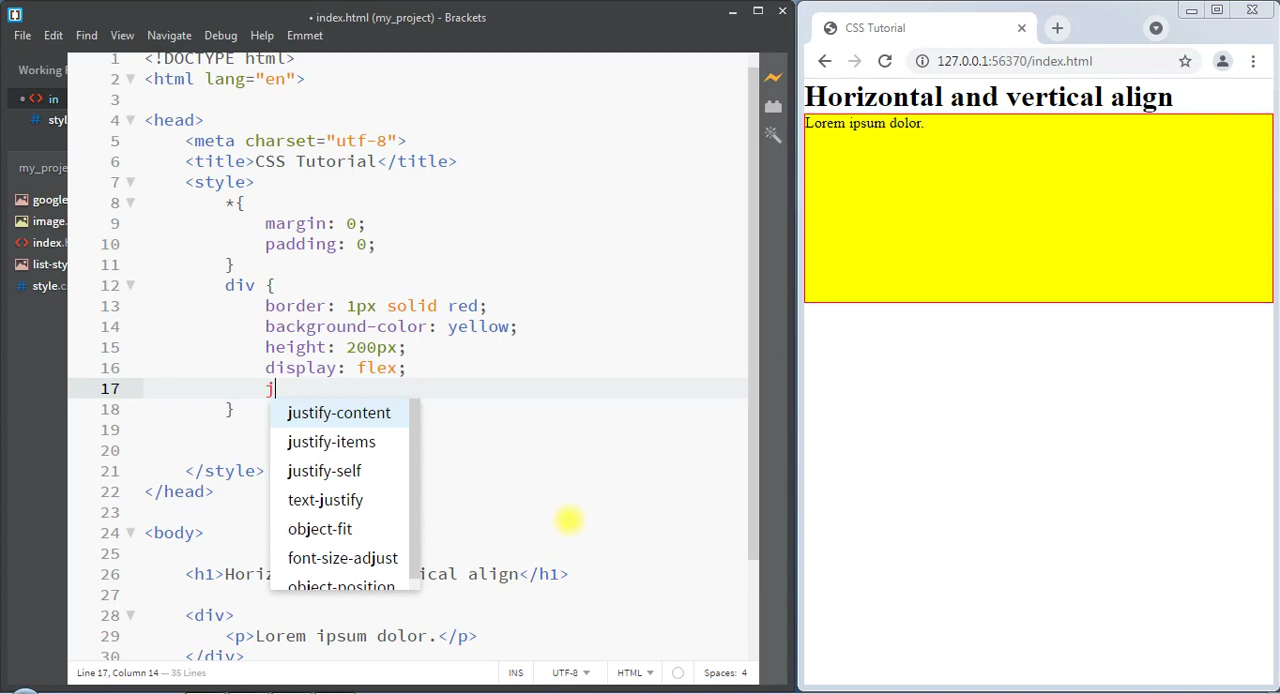 • index.html (my_project) - Brackets
File Edit Find View Navigate Debug Help Emmet
Working
• <> in
# styl
my_proje
google
image.
<> index.h
list-sty
# style.c
1 <!DOCTYPE html>
2 <html lang="en">
3
4 <head>
5 <meta charset="utf-8">
6 <title>CSS Tutorial</title>
7 <style>
8 *{
9 margin: 0;
10 padding: 0;
11 }
12 div {
13 border: 1px solid red;
14 background-color: yellow;
15 height: 200px;
16 display: flex;
17 j
18 }
19
20
21 </style>
22 </head>
23
24 <body>
25
26 <h1>Horiz ical align</h1>
27
28 <div>
29 <p>Lorem ipsum dolor.</p>
30 </div>
justify-content
justify-items
justify-self
text-justify
object-fit
font-size-adjust
object-position
Line 17, Column 14 — 35 Lines
INS UTF-8 HTML Spaces: 4
CSS Tutorial
127.0.0.1:56370/index.html
Horizontal and vertical align
Lorem ipsum dolor.